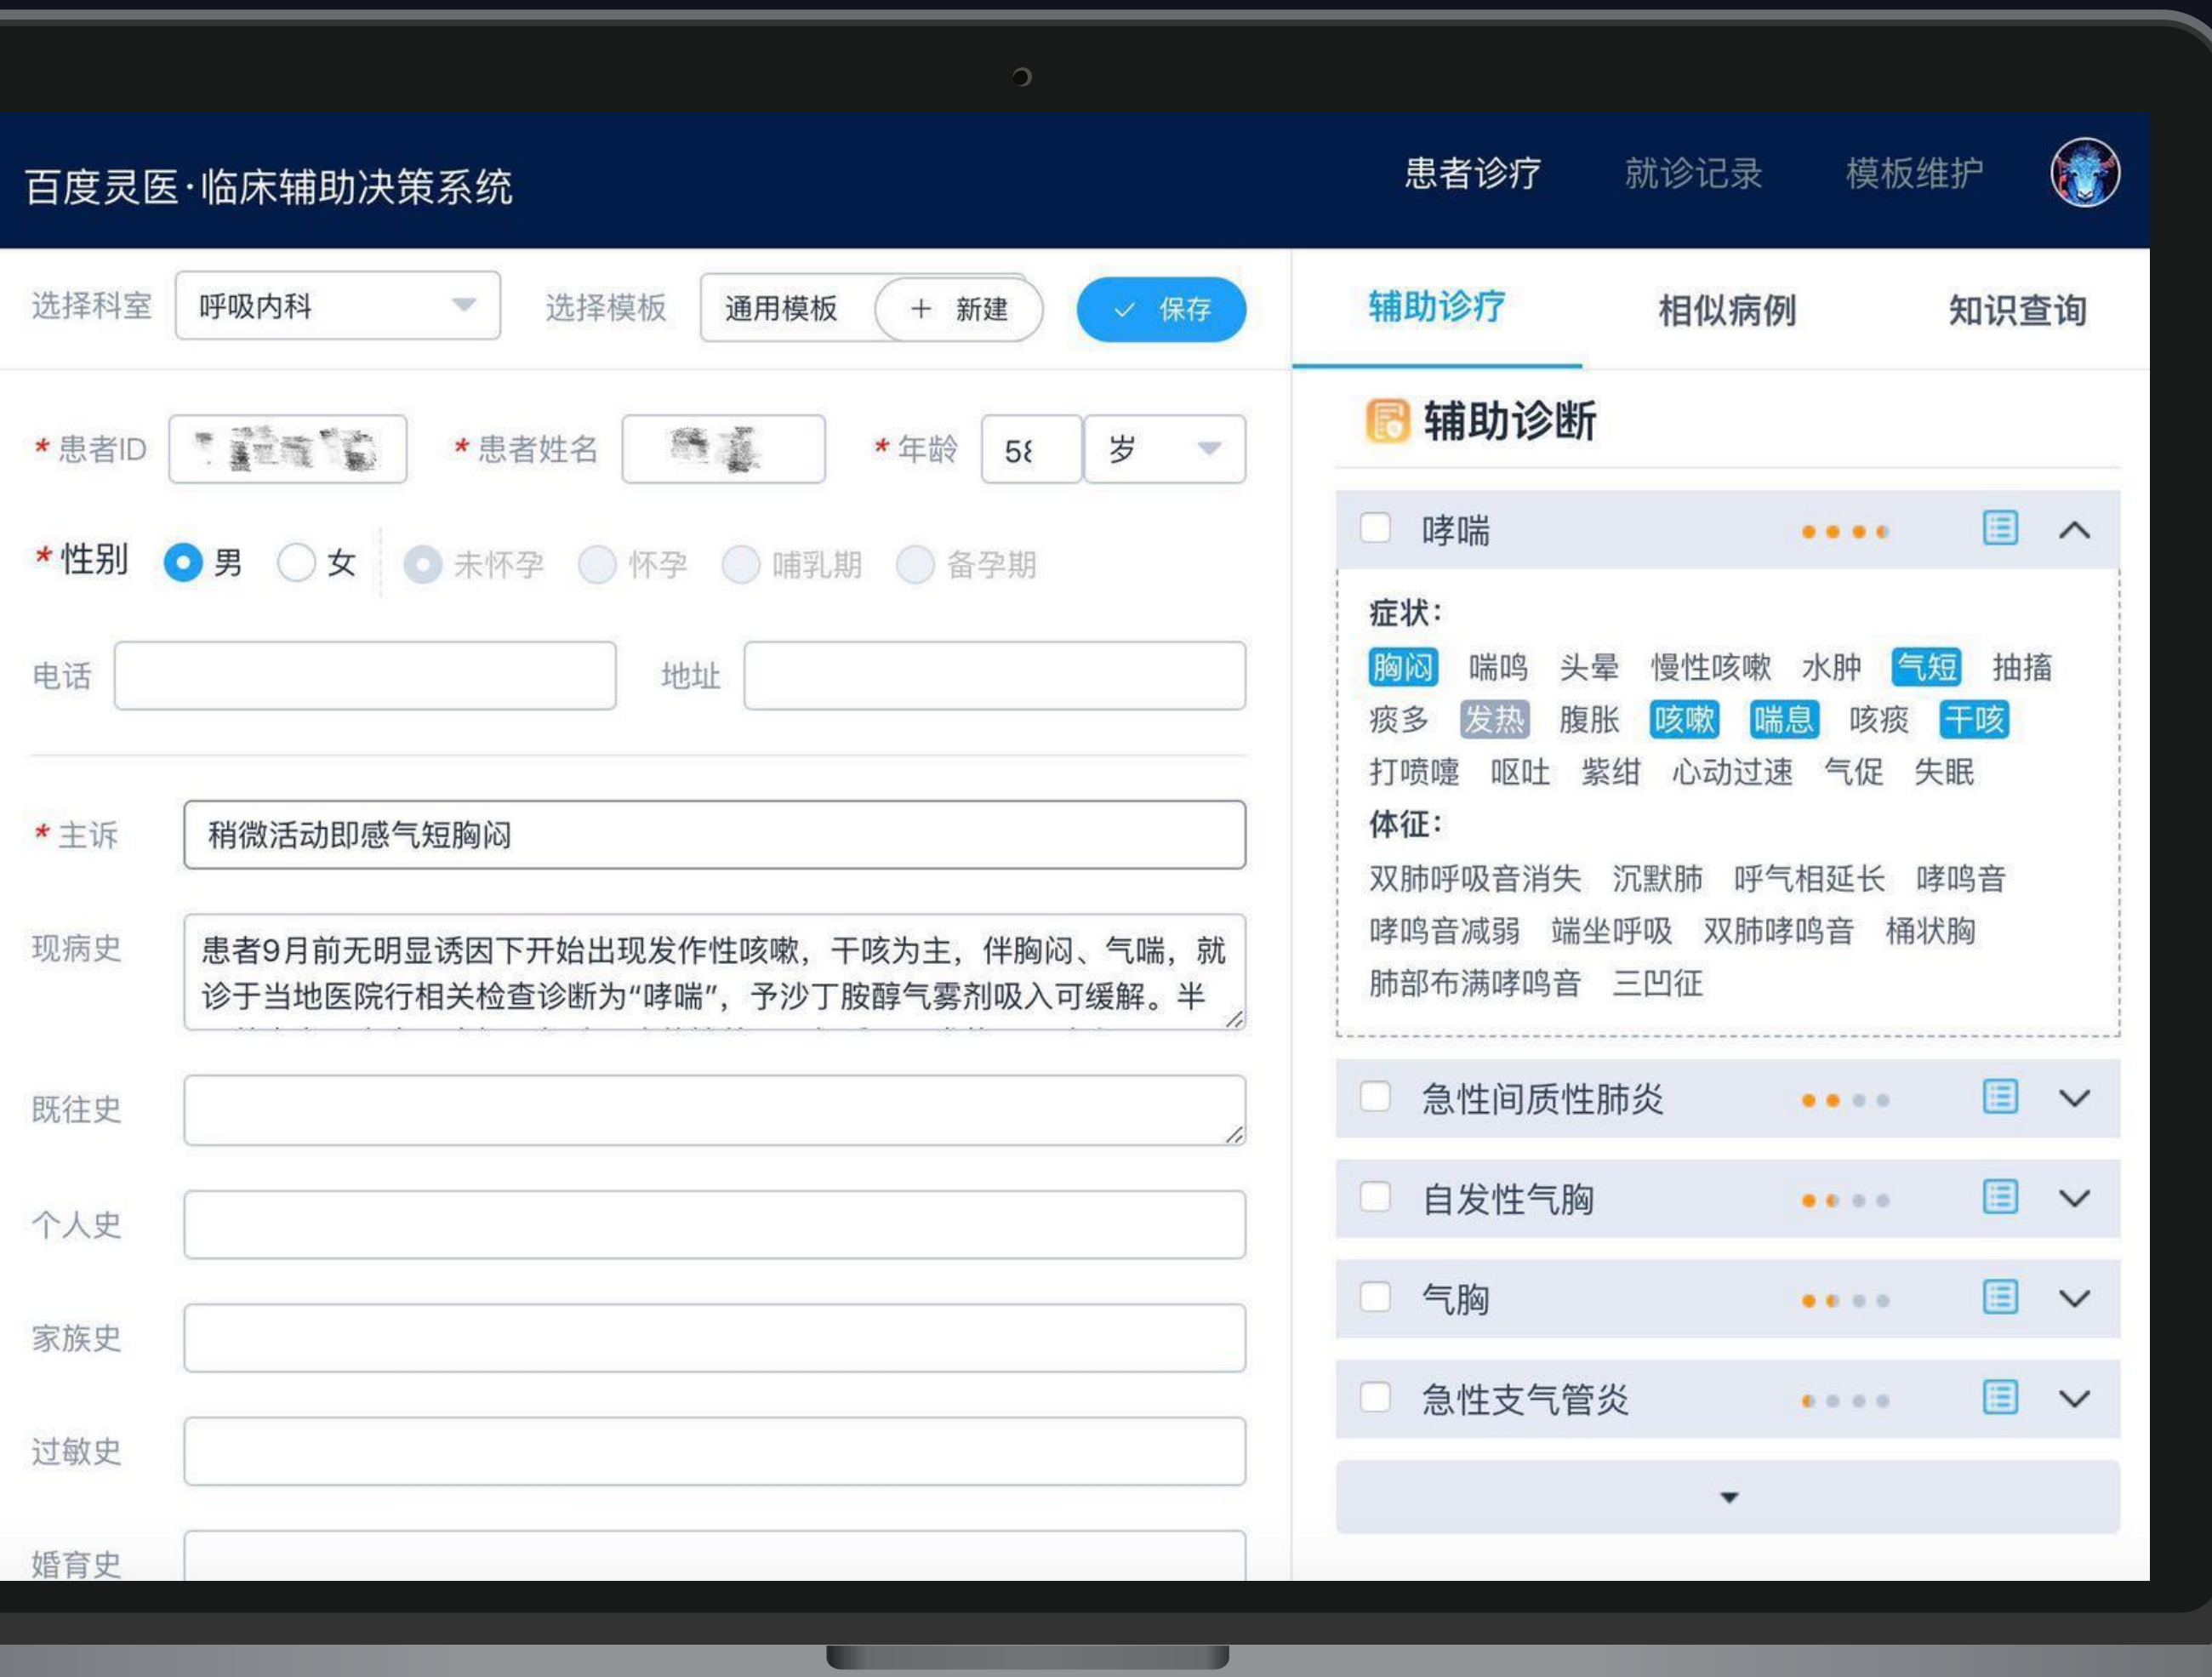 百度灵医·临床辅助决策系统
患者诊疗 就诊记录 模板维护
选择科室 呼吸内科 选择模板 通用模板 + 新建 保存
*患者ID *患者姓名 *年龄 岁
*性别 男 女 未怀孕 怀孕 哺乳期 备孕期
电话 地址
*主诉 稍微活动即感气短胸闷
现病史 患者9月前无明显诱因下开始出现发作性咳嗽，干咳为主，伴胸闷、气喘，就
诊于当地医院行相关检查诊断为“哮喘”，予沙丁胺醇气雾剂吸入可缓解。半
既往史
个人史
家族史
过敏史
婚育史
辅助诊疗 相似病例 知识查询
辅助诊断
哮喘
症状：
胸闷 喘鸣 头晕 慢性咳嗽 水肿 气短 抽搐
痰多 发热 腹胀 咳嗽 喘息 咳痰 干咳
打喷嚏 呕吐 紫绀 心动过速 气促 失眠
体征：
双肺呼吸音消失 沉默肺 呼气相延长 哮鸣音
哮鸣音减弱 端坐呼吸 双肺哮鸣音 桶状胸
肺部布满哮鸣音 三凹征
急性间质性肺炎
自发性气胸
气胸
急性支气管炎